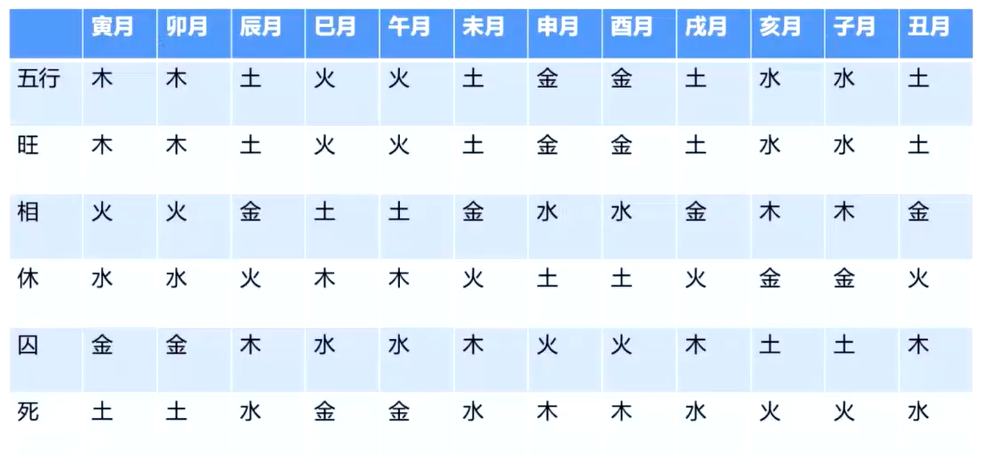 寅月 卯月 辰月 巳月 午月 未月 申月 酉月 戌月 亥月 子月 丑月
五行 木 木 土 火 火 土 金 金 土 水 水 土
旺 木 木 土 火 火 土 金 金 土 水 水 土
相 火 火 金 土 土 金 水 水 金 木 木 金
休 水 水 火 木 木 火 土 土 火 金 金 火
囚 金 金 木 水 水 木 火 火 木 土 土 木
死 土 土 水 金 金 水 木 木 水 火 火 水